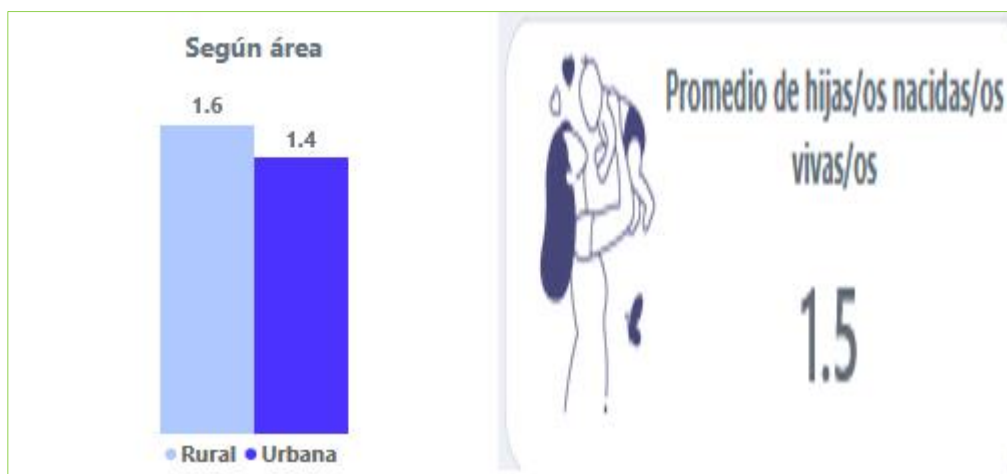 Según área
1.6
1.4
Rural Urbana
Promedio de hijas/os nacidas/os
vivas/os
1.5